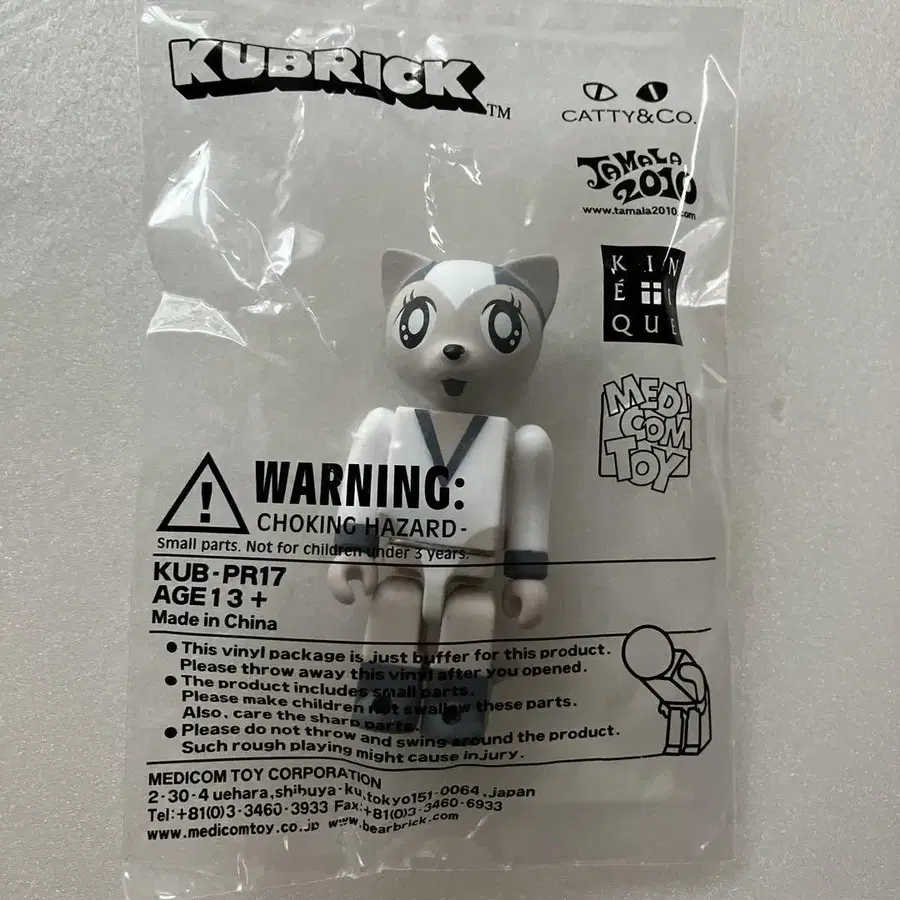 KUBRICK™
CATTY&CO.
TAMALA
2010
www.tamala2010.com
KIN
É I
QUE
MEDI
COM
TOY
! WARNING:
CHOKING HAZARD-
Small parts. Not for children under 3 years.
KUB-PR17
AGE13+
Made in China
●This vinyl package is just buffer for this product.
Please throw away this vinyl after you opened.
●The product includes small parts.
Please make children not swallow these parts.
Also, care the sharp parts.
●Please do not throw and swing around the product.
Such rough playing might cause injury.
MEDICOM TOY CORPORATION
2-30-4 uehara,shibuya-ku,tokyo151-0064,japan
Tel:+81(0)3-3460-3933 Fax:+81(0)3-3460-6933
www.medicomtoy.co.jp www.bearbrick.com